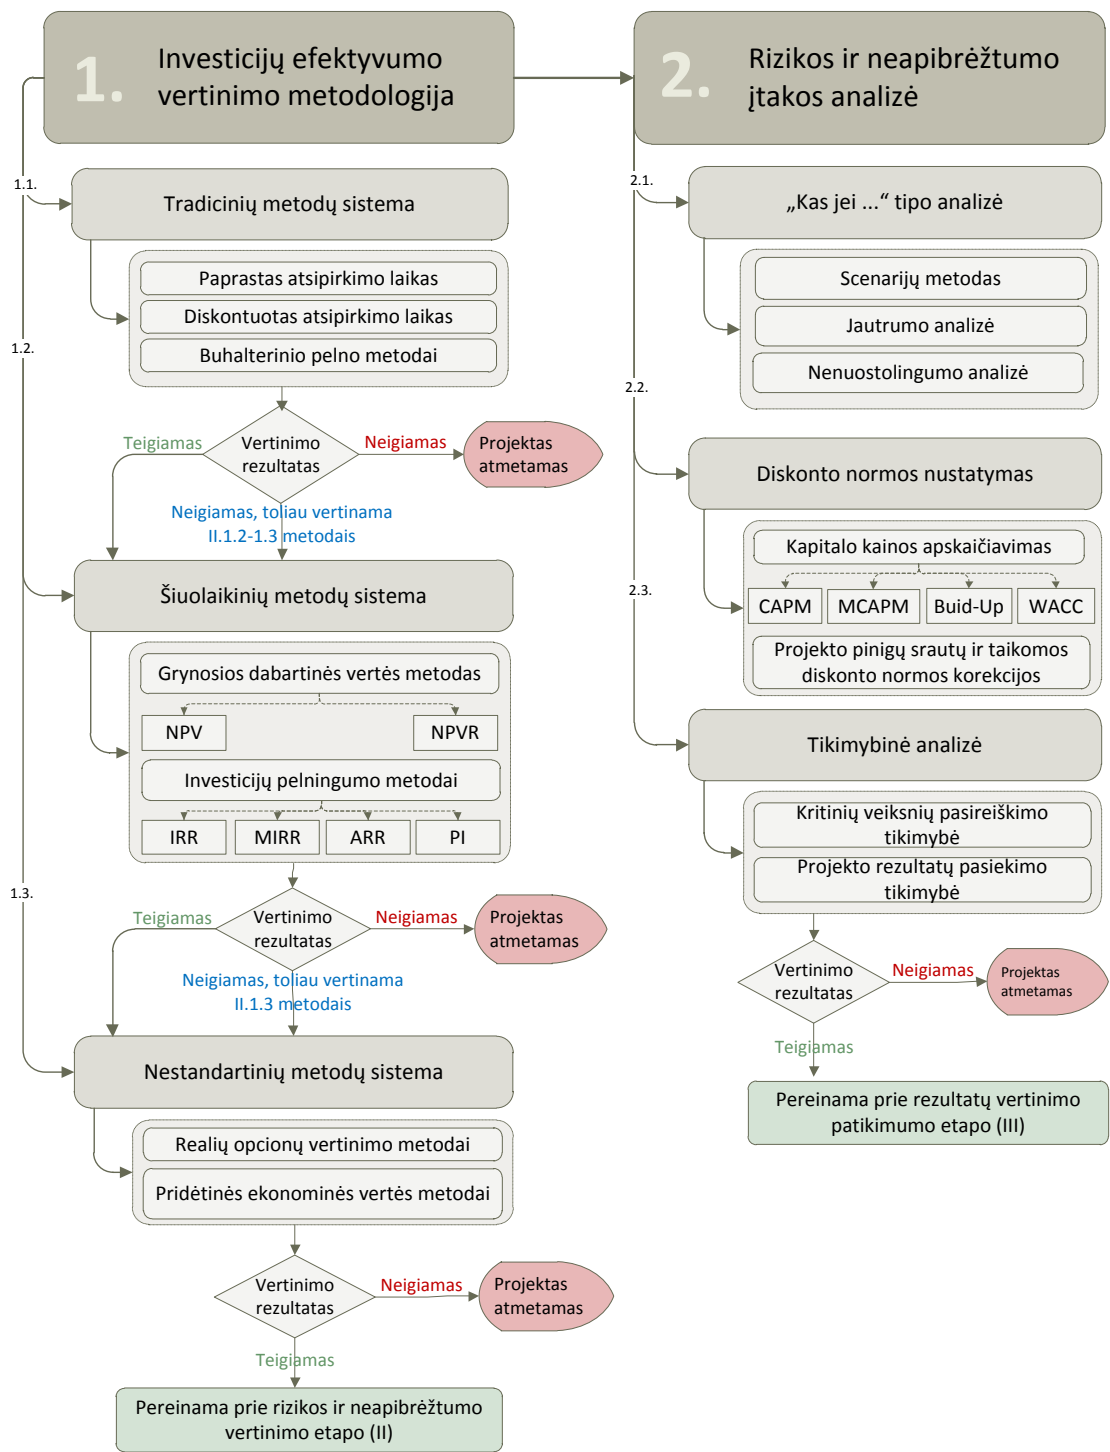 1.
Investicijų efektyvumo
vertinimo metodologija
1.1.
Tradicinių metodų sistema
Paprastas atsipirkimo laikas
Diskontuotas atsipirkimo laikas
Buhalterinio pelno metodai
1.2.
Teigiamas
Vertinimo
rezultatas
Neigiamas
Projektas
atmetamas
Neigiamas, toliau vertinama
II.1.2-1.3 metodais
Šiuolaikinių metodų sistema
Grynosios dabartinės vertės metodas
NPV
NPVR
Investicijų pelningumo metodai
IRR
MIRR
ARR
PI
1.3.
Teigiamas
Vertinimo
rezultatas
Neigiamas
Projektas
atmetamas
Neigiamas, toliau vertinama
II.1.3 metodais
Nestandartinių metodų sistema
Realių opcionų vertinimo metodai
Pridėtinės ekonominės vertės metodai
Vertinimo
rezultatas
Neigiamas
Projektas
atmetamas
Teigiamas
Pereinama prie rizikos ir neapibrėžtumo
vertinimo etapo (II)
2.
Rizikos ir neapibrėžtumo
įtakos analizė
2.1.
„Kas jei ...“ tipo analizė
Scenarijų metodas
Jautrumo analizė
Nenuostolingumo analizė
2.2.
Diskonto normos nustatymas
Kapitalo kainos apskaičiavimas
CAPM
MCAPM
Buid-Up
WACC
Projekto pinigų srautų ir taikomos
diskonto normos korekcijos
2.3.
Tikimybinė analizė
Kritinių veiksnių pasireiškimo
tikimybė
Projekto rezultatų pasiekimo
tikimybė
Vertinimo
rezultatas
Neigiamas
Projektas
atmetamas
Teigiamas
Pereinama prie rezultatų vertinimo
patikimumo etapo (III)